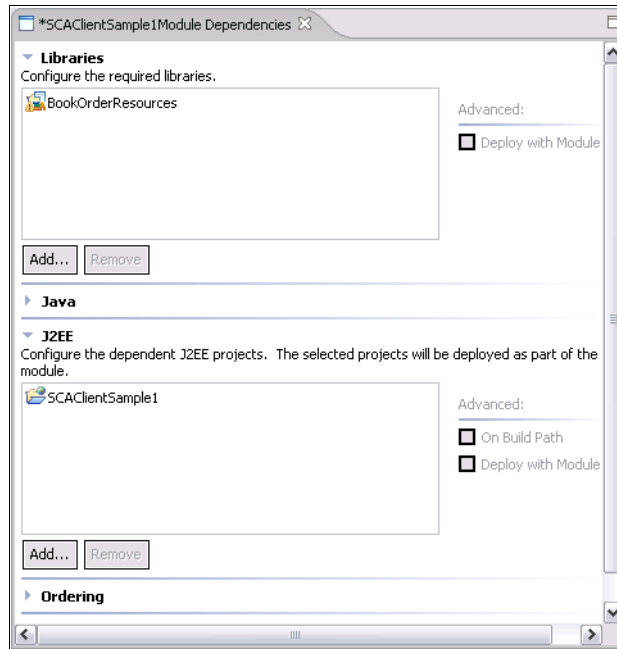 *SCAClientSample1Module Dependencies
Libraries
Configure the required libraries.
BookOrderResources
Advanced:
Deploy with Module
Add... Remove
Java
J2EE
Configure the dependent J2EE projects. The selected projects will be deployed as part of the
module.
SCAClientSample1
Advanced:
On Build Path
Deploy with Module
Add... Remove
Ordering